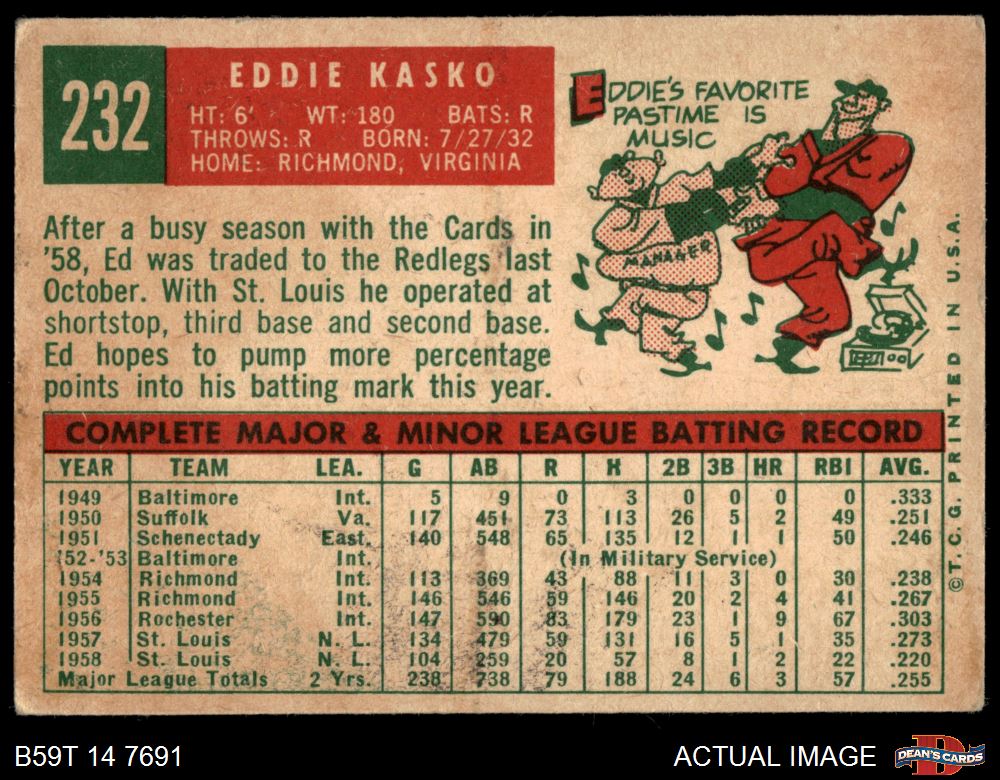 232
EDDIE KASKO
HT: 6' WT: 180 BATS: R
THROWS: R BORN: 7/27/32
HOME: RICHMOND, VIRGINIA
EDDIE'S FAVORITE
PASTIME IS
MUSIC
MANAGER
After a busy season with the Cards in
'58, Ed was traded to the Redlegs last
October. With St. Louis he operated at
shortstop, third base and second base.
Ed hopes to pump more percentage
points into his batting mark this year.
COMPLETE MAJOR & MINOR LEAGUE BATTING RECORD
YEAR TEAM LEA. G AB R H 2B 3B HR RBI AVG.
1949 Baltimore Int. 5 9 0 3 0 0 0 0 .333
1950 Suffolk Va. 117 451 73 113 26 5 2 49 .251
1951 Schenectady East. 140 548 65 135 12 1 1 50 .246
'52-'53 Baltimore Int. (In Military Service)
1954 Richmond Int. 113 369 43 88 11 3 0 30 .238
1955 Richmond Int. 146 546 59 146 20 2 4 41 .267
1956 Rochester Int. 147 590 83 179 23 1 9 67 .303
1957 St. Louis N. L. 134 479 59 131 16 5 1 35 .273
1958 St. Louis N. L. 104 259 20 57 8 1 2 22 .220
Major League Totals 2 Yrs. 238 738 79 188 24 6 3 57 .255
©T.C.G. PRINTED IN U.S.A.
B59T 14 7691
ACTUAL IMAGE
DEAN'S CARDS